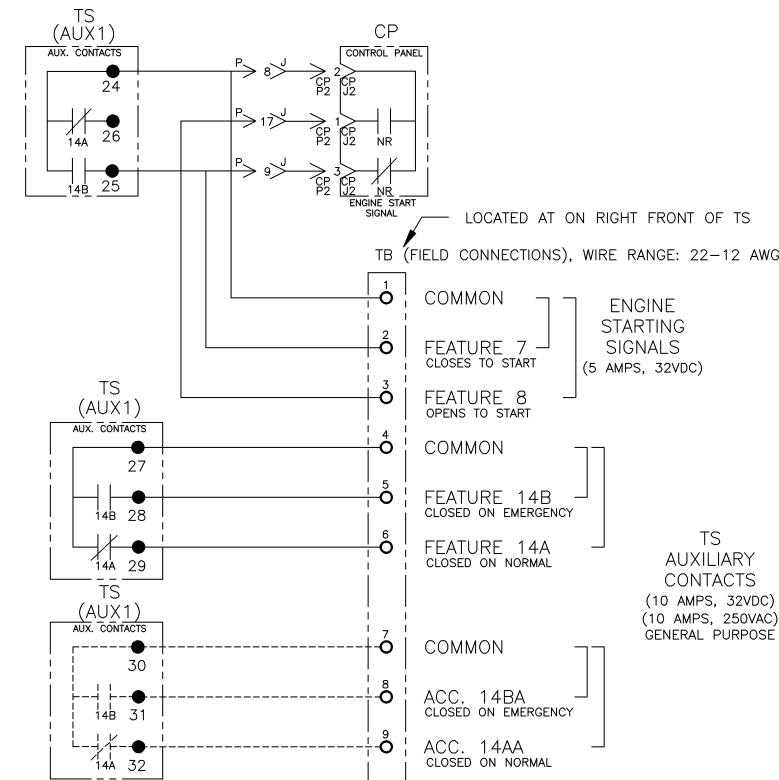 TS
(AUX1)
AUX. CONTACTS
24
26
14A
14B 25
P 8 J
CP P2
2 CP J2
P 17 J
CP P2
1 CP J2
NR
P 9 J
CP P2
3 CP J2
NR
CP
CONTROL PANEL
ENGINE START
SIGNAL
LOCATED AT ON RIGHT FRONT OF TS
TB (FIELD CONNECTIONS), WIRE RANGE: 22-12 AWG
1
COMMON
2
FEATURE 7
CLOSES TO START
3
FEATURE 8
OPENS TO START
ENGINE
STARTING
SIGNALS
(5 AMPS, 32VDC)
TS
(AUX1)
AUX. CONTACTS
27
14B 28
14A 29
4
COMMON
5
FEATURE 14B
CLOSED ON EMERGENCY
6
FEATURE 14A
CLOSED ON NORMAL
TS
AUXILIARY
CONTACTS
(10 AMPS, 32VDC)
(10 AMPS, 250VAC)
GENERAL PURPOSE
TS
(AUX1)
AUX. CONTACTS
30
14B 31
14A 32
7
COMMON
8
ACC. 14BA
CLOSED ON EMERGENCY
9
ACC. 14AA
CLOSED ON NORMAL